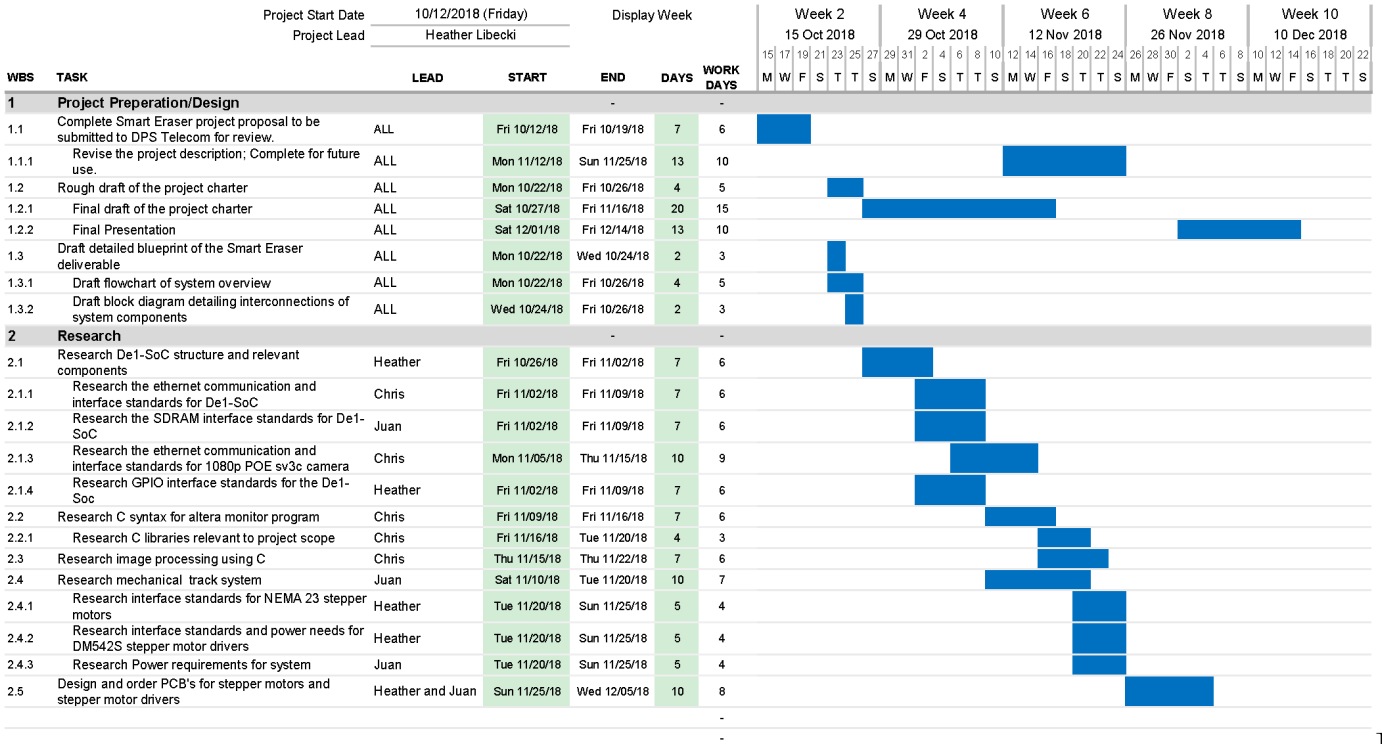 Project Start Date 10/12/2018 (Friday) Display Week Week 2 Week 4 Week 6 Week 8 Week 10
Project Lead Heather Libecki 15 Oct 2018 29 Oct 2018 12 Nov 2018 26 Nov 2018 10 Dec 2018
15 17 19 21 23 25 27 29 31 2 4 6 8 10 12 14 16 18 20 22 24 26 28 30 2 4 6 8 10 12 14 16 18 20 22
WBS TASK LEAD START END DAYS WORK DAYS M W F S T T S M W F S T T S M W F S T T S M W F S T T S M W F S T T S
1 Project Preperation/Design - -
1.1 Complete Smart Eraser project proposal to be
submitted to DPS Telecom for review. ALL Fri 10/12/18 Fri 10/19/18 7 6
1.1.1 Revise the project description; Complete for future
use. ALL Mon 11/12/18 Sun 11/25/18 13 10
1.2 Rough draft of the project charter ALL Mon 10/22/18 Fri 10/26/18 4 5
1.2.1 Final draft of the project charter ALL Sat 10/27/18 Fri 11/16/18 20 15
1.2.2 Final Presentation ALL Sat 12/01/18 Fri 12/14/18 13 10
1.3 Draft detailed blueprint of the Smart Eraser
deliverable ALL Mon 10/22/18 Wed 10/24/18 2 3
1.3.1 Draft flowchart of system overview ALL Mon 10/22/18 Fri 10/26/18 4 5
1.3.2 Draft block diagram detailing interconnections of
system components ALL Wed 10/24/18 Fri 10/26/18 2 3
2 Research - -
2.1 Research De1-SoC structure and relevant
components Heather Fri 10/26/18 Fri 11/02/18 7 6
2.1.1 Research the ethernet communication and
interface standards for De1-SoC Chris Fri 11/02/18 Fri 11/09/18 7 6
2.1.2 Research the SDRAM interface standards for De1-
SoC Juan Fri 11/02/18 Fri 11/09/18 7 6
2.1.3 Research the ethernet communication and
interface standards for 1080p POE sv3c camera Chris Mon 11/05/18 Thu 11/15/18 10 9
2.1.4 Research GPIO interface standards for the De1-
Soc Heather Fri 11/02/18 Fri 11/09/18 7 6
2.2 Research C syntax for altera monitor program Chris Fri 11/09/18 Fri 11/16/18 7 6
2.2.1 Research C libraries relevant to project scope Chris Fri 11/16/18 Tue 11/20/18 4 3
2.3 Research image processing using C Chris Thu 11/15/18 Thu 11/22/18 7 6
2.4 Research mechanical track system Juan Sat 11/10/18 Tue 11/20/18 10 7
2.4.1 Research interface standards for NEMA 23 stepper
motors Heather Tue 11/20/18 Sun 11/25/18 5 4
2.4.2 Research interface standards and power needs for
DM542S stepper motor drivers Heather Tue 11/20/18 Sun 11/25/18 5 4
2.4.3 Research Power requirements for system Juan Tue 11/20/18 Sun 11/25/18 5 4
2.5 Design and order PCB's for stepper motors and
stepper motor drivers Heather and Juan Sun 11/25/18 Wed 12/05/18 10 8
-
-